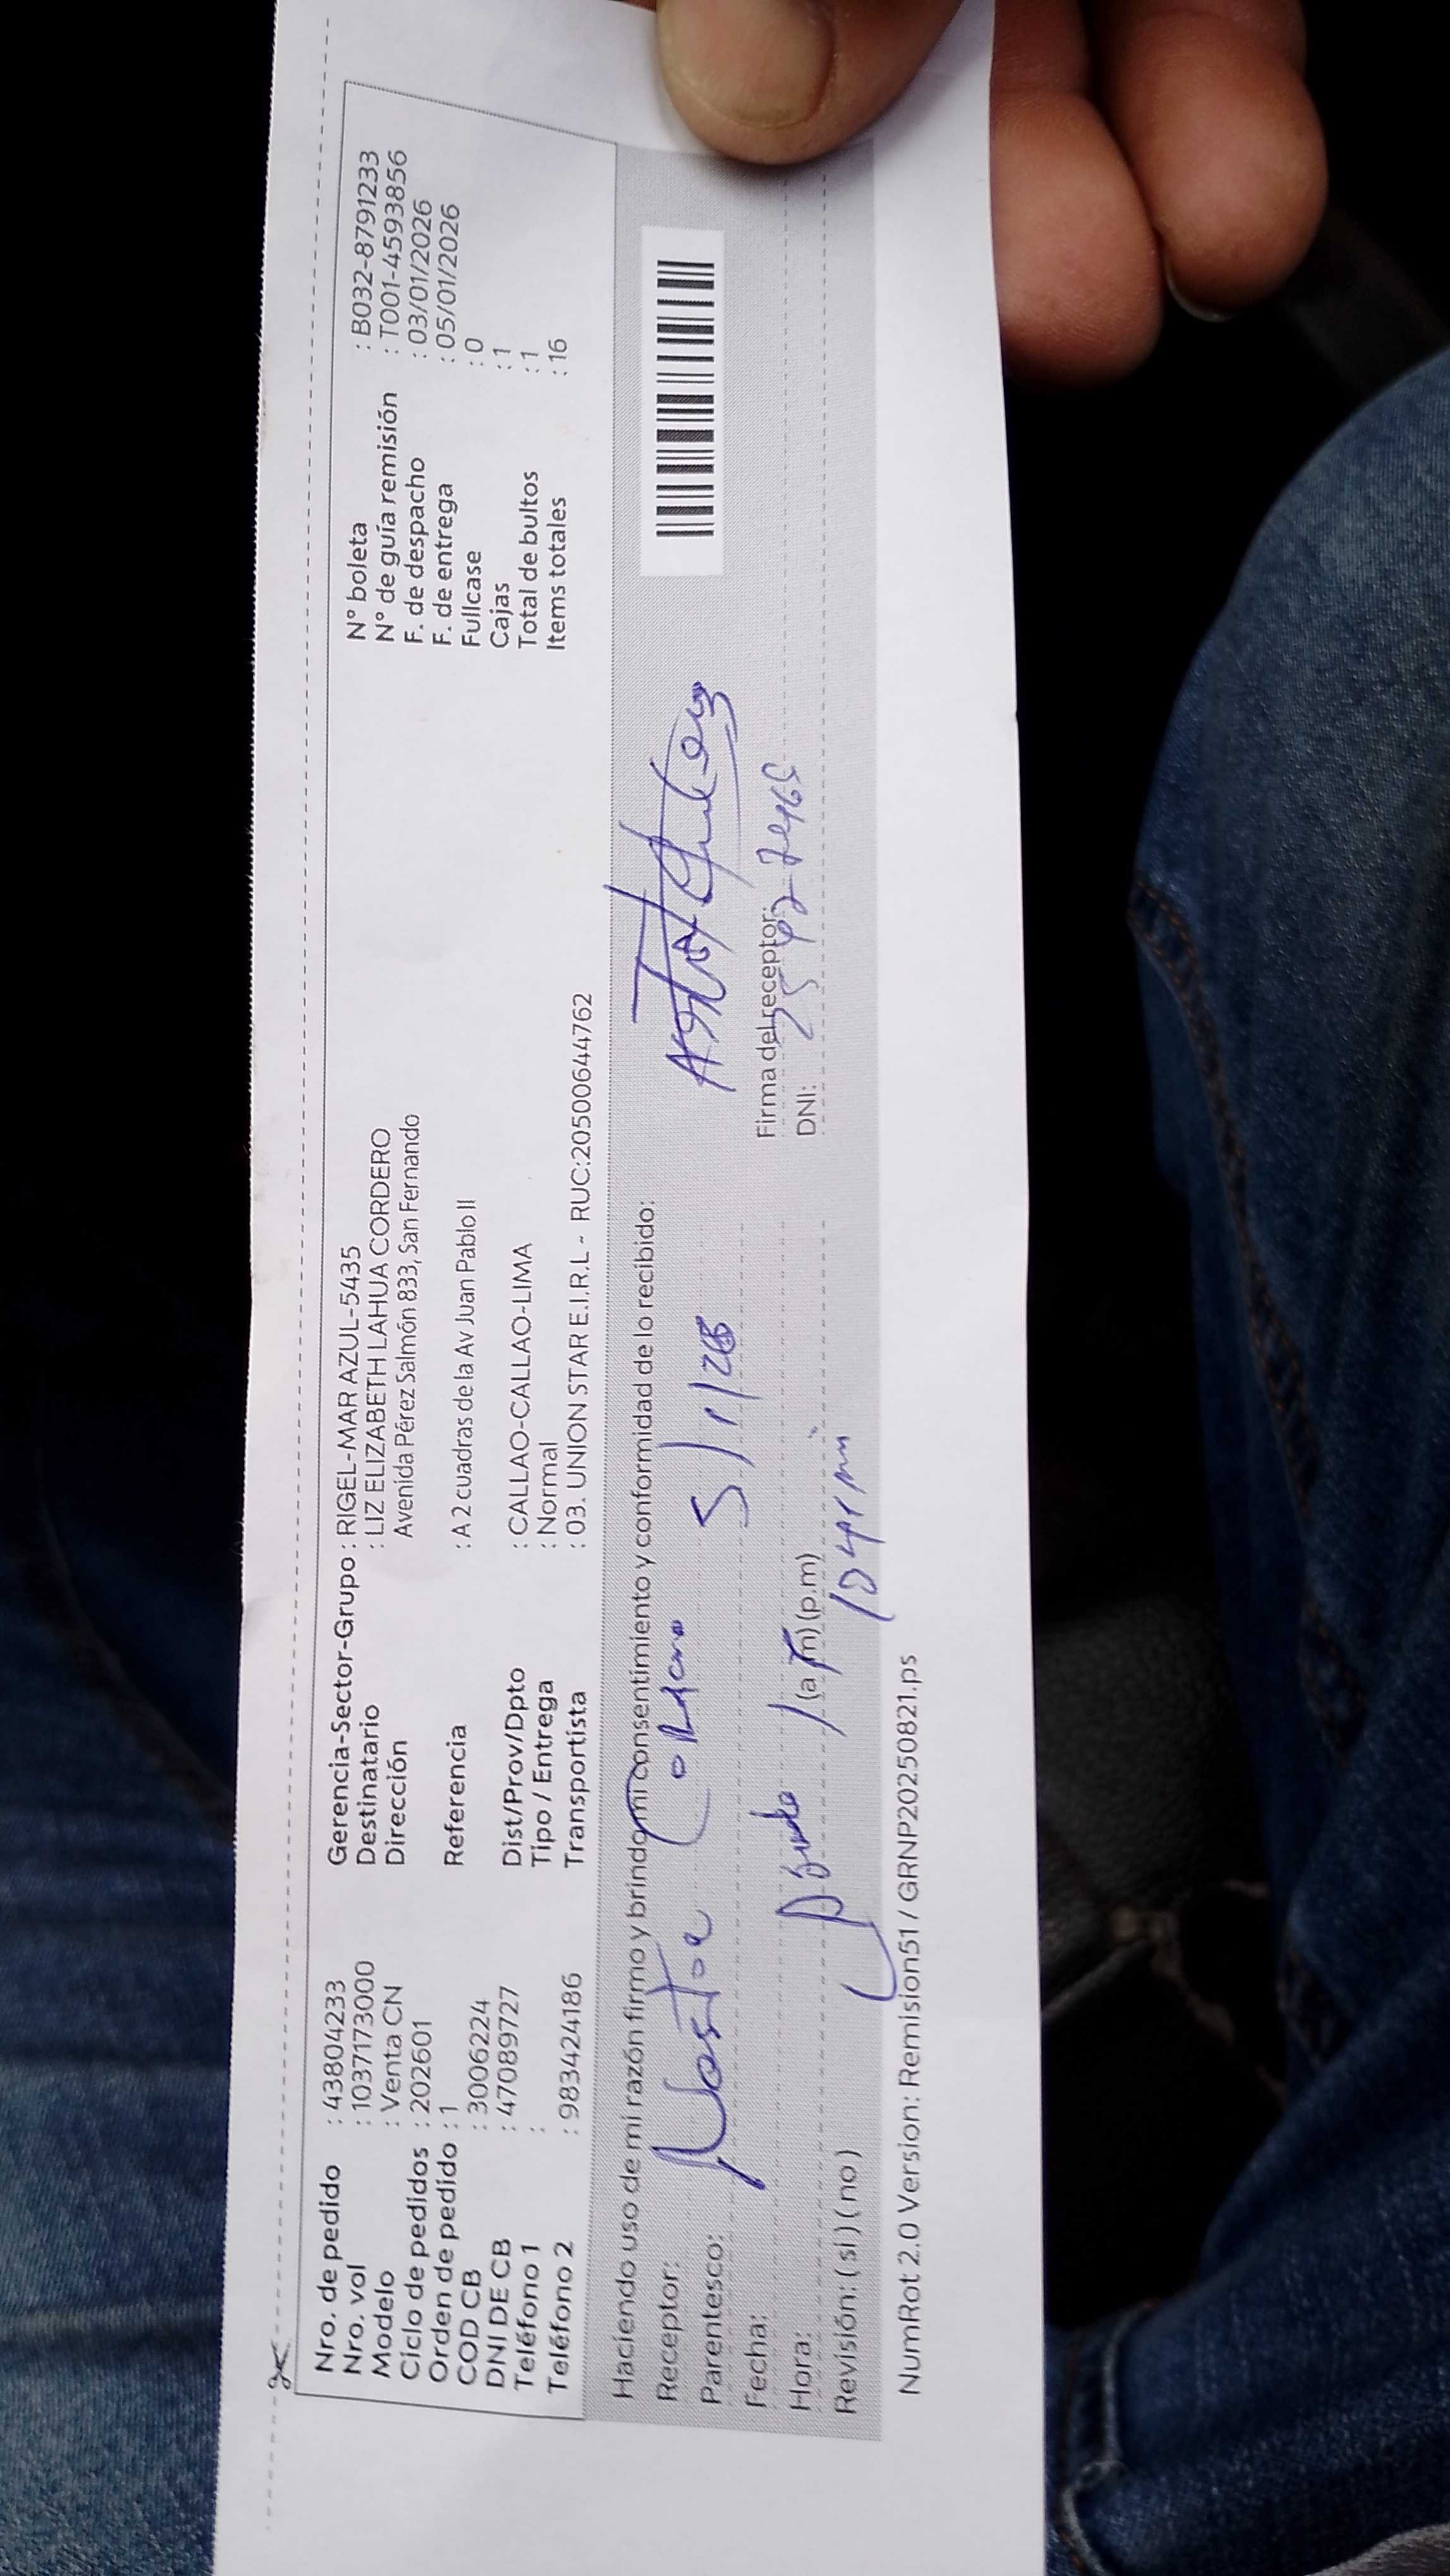 Nro. de pedido : 43804233
Nro. vol : 10371173000
Modelo : Venta CN
Ciclo de pedidos : 202601
Orden de pedido : 1
COD CB : 3006224
DNI DE CB : 47089727
Teléfono 1 :
Teléfono 2 : 983424186
Gerencia-Sector-Grupo : RIGEL-MAR AZUL-5435
Destinatario : LIZ ELIZABETH LAHUA CORDERO
Dirección Avenida Pérez Salmón 833, San Fernando
Referencia : A 2 cuadras de la Av Juan Pablo II
Dist/Prov/Dpto : CALLAO-CALLAO-LIMA
Tipo / Entrega : Normal
Transportista : 03. UNION STAR E.I.R.L - RUC:20500644762
N° boleta : B032-8791233
N° de guía remisión : T001-4593856
F. de despacho : 03/01/2026
F. de entrega : 05/01/2026
Fullcase : 0
Cajas : 1
Total de bultos : 1
Items totales : 16
Haciendo uso de mi razón firmo y brindo mi consentimiento y conformidad de lo recibido:
Receptor:
Parentesco:
Fecha: 5/1/26
Hora: (a.m) (p.m)
Revisión: ( si ) ( no )
Firma del receptor:
DNI:
NumRot 2.0 Version: Remision51 / GRNP20250821.ps